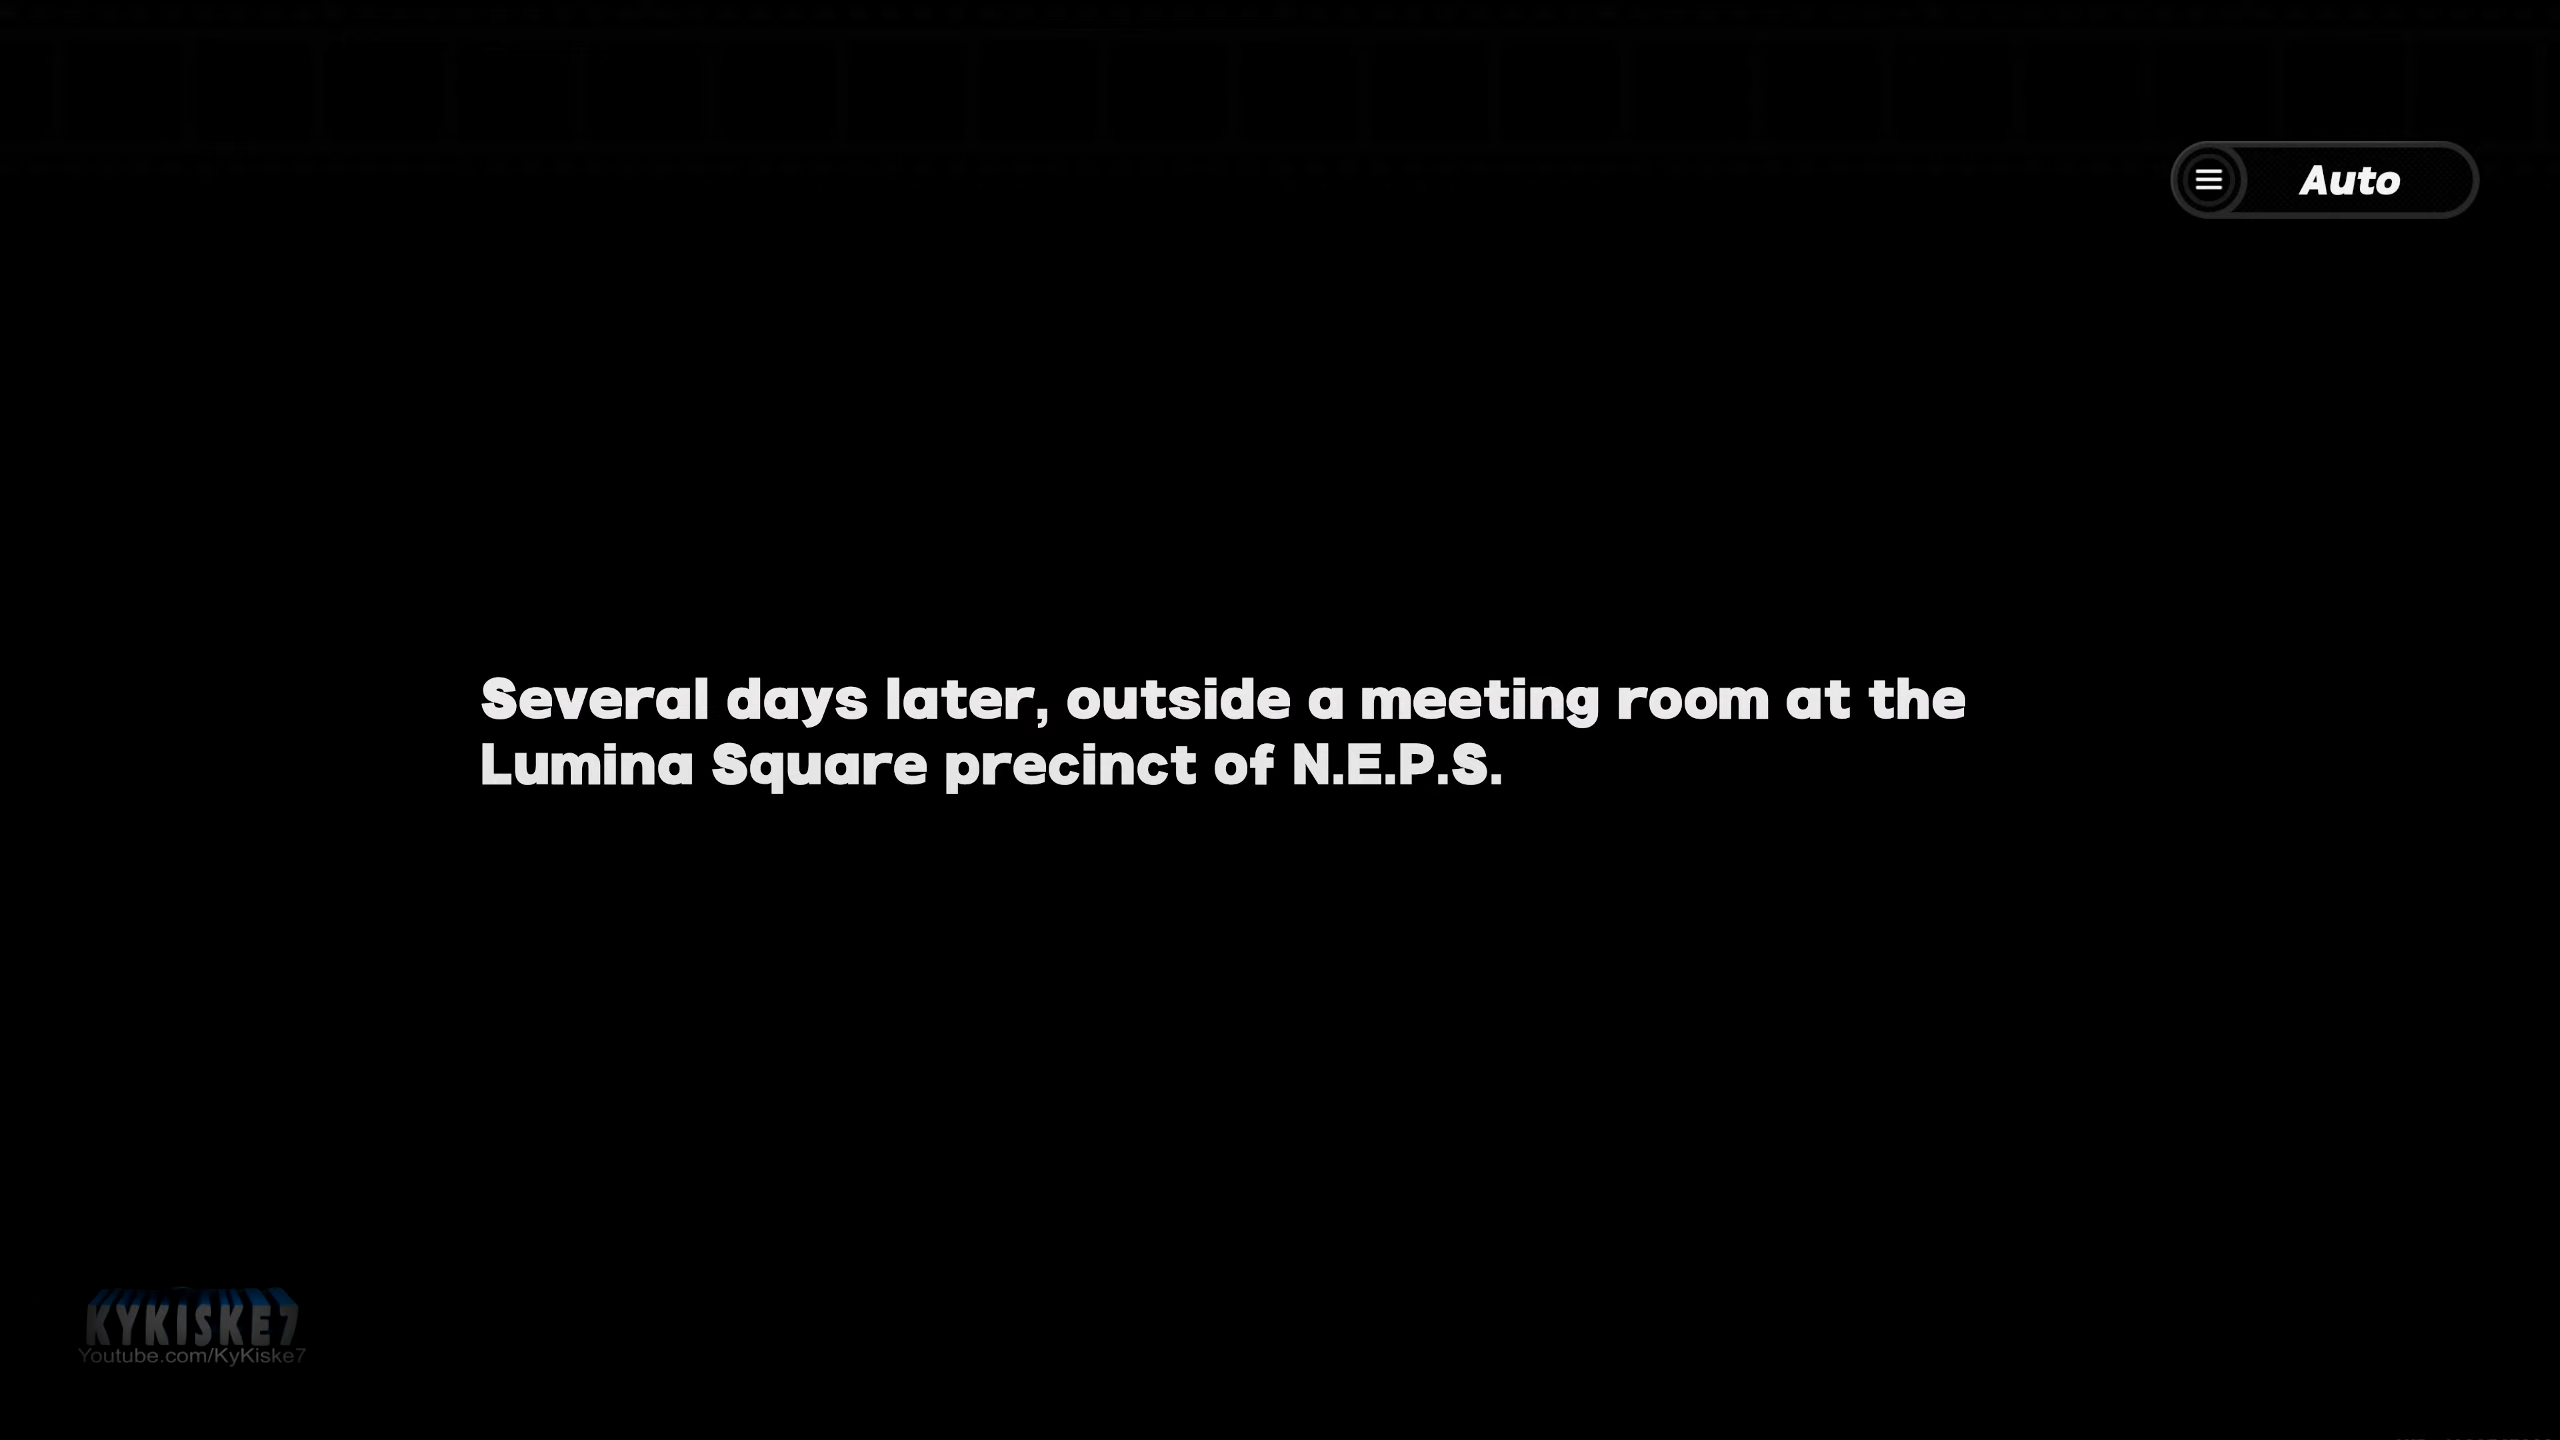 Auto
Several days later, outside a meeting room at the
Lumina Square precinct of N.E.P.S.
KYKISKE7
Youtube.com/KyKiske7